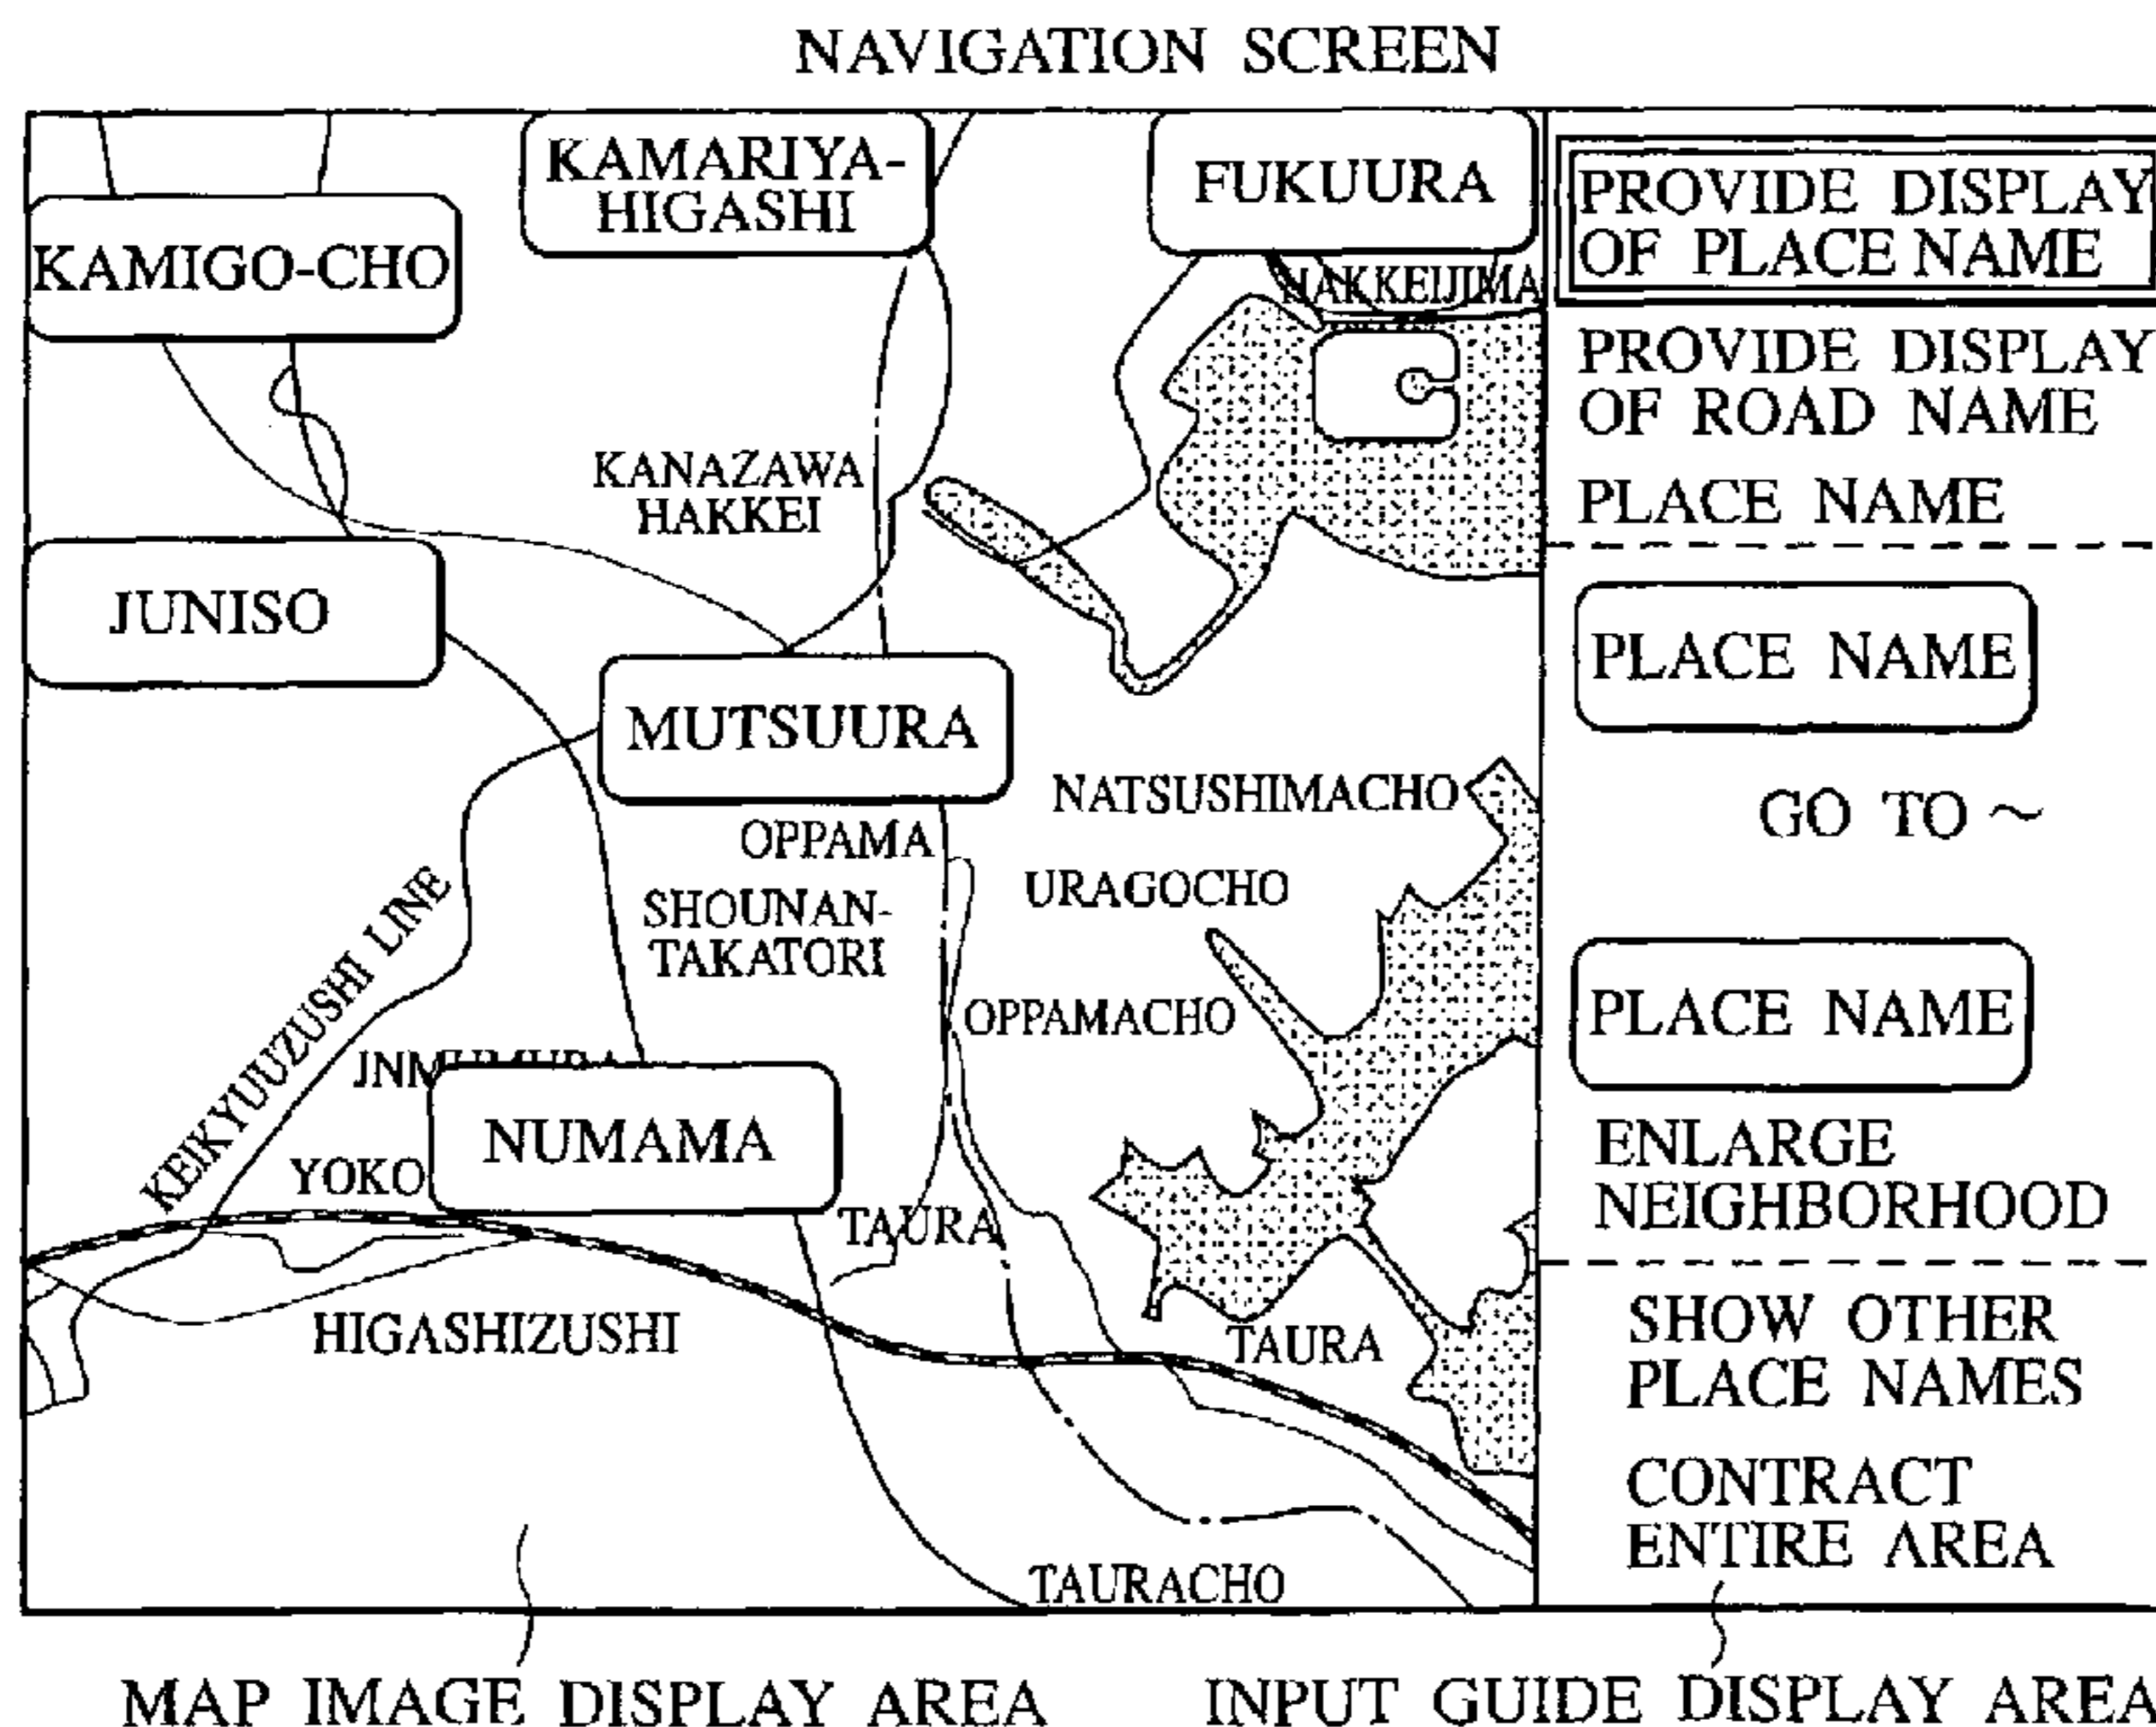 NAVIGATION SCREEN
KAMARIYA-
HIGASHI
FUKUURA
KAMIGO-CHO
HAKKEIJIMA
KANAZAWA
HAKKEI
JUNISO
MUTSUURA
NATSUSHIMACHO
OPPAMA
URAGOCHO
SHOUNAN-
TAKATORI
KEIKYUUZUSHI LINE
OPPAMACHO
NUMAMA
YOKO
TAURA
HIGASHIZUSHI
TAURA
TAURACHO
PROVIDE DISPLAY
OF PLACE NAME
PROVIDE DISPLAY
OF ROAD NAME
PLACE NAME
PLACE NAME
GO TO ~
PLACE NAME
ENLARGE
NEIGHBORHOOD
SHOW OTHER
PLACE NAMES
CONTRACT
ENTIRE AREA
MAP IMAGE DISPLAY AREA
INPUT GUIDE DISPLAY AREA